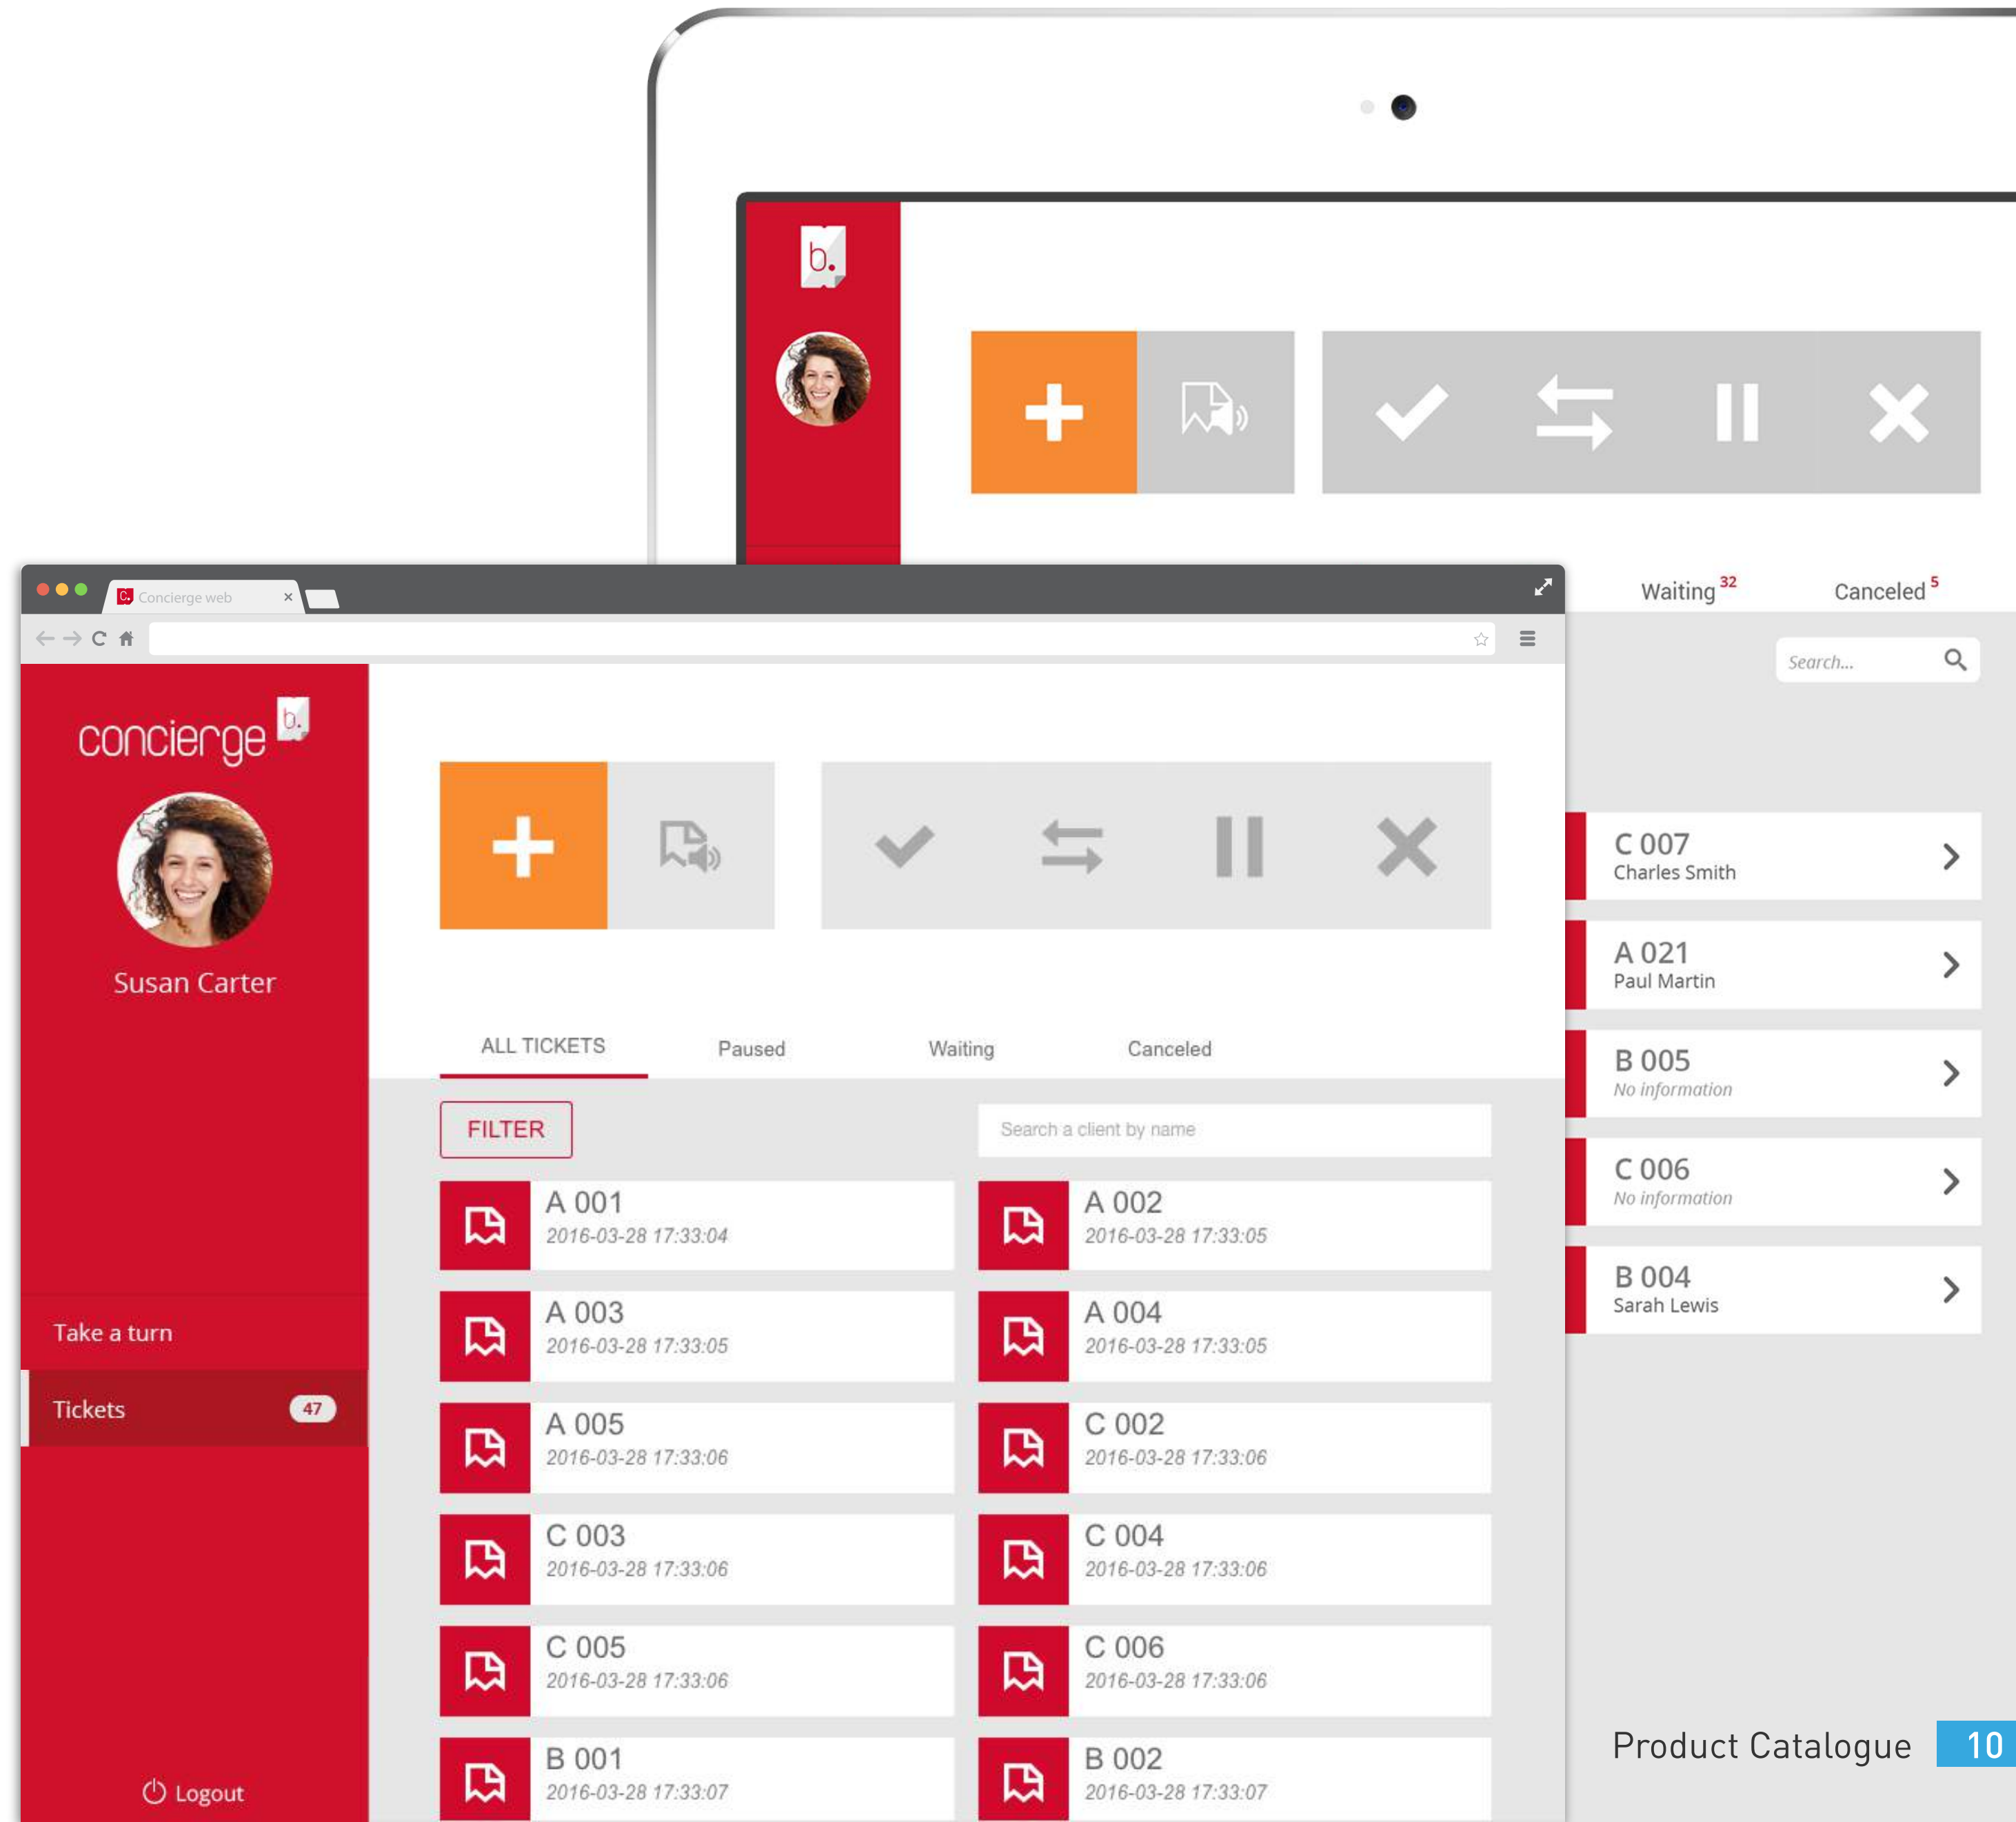 b.
Waiting 32
Canceled 5
Search...
C 007
Charles Smith
A 021
Paul Martin
B 005
No information
C 006
No information
B 004
Sarah Lewis
C. Concierge web
concierge b.
Susan Carter
Take a turn
Tickets 47
Logout
ALL TICKETS Paused Waiting Canceled
FILTER
Search a client by name
A 001
2016-03-28 17:33:04
A 002
2016-03-28 17:33:05
A 003
2016-03-28 17:33:05
A 004
2016-03-28 17:33:05
A 005
2016-03-28 17:33:06
C 002
2016-03-28 17:33:06
C 003
2016-03-28 17:33:06
C 004
2016-03-28 17:33:06
C 005
2016-03-28 17:33:06
C 006
2016-03-28 17:33:06
B 001
2016-03-28 17:33:07
B 002
2016-03-28 17:33:07
Product Catalogue 10